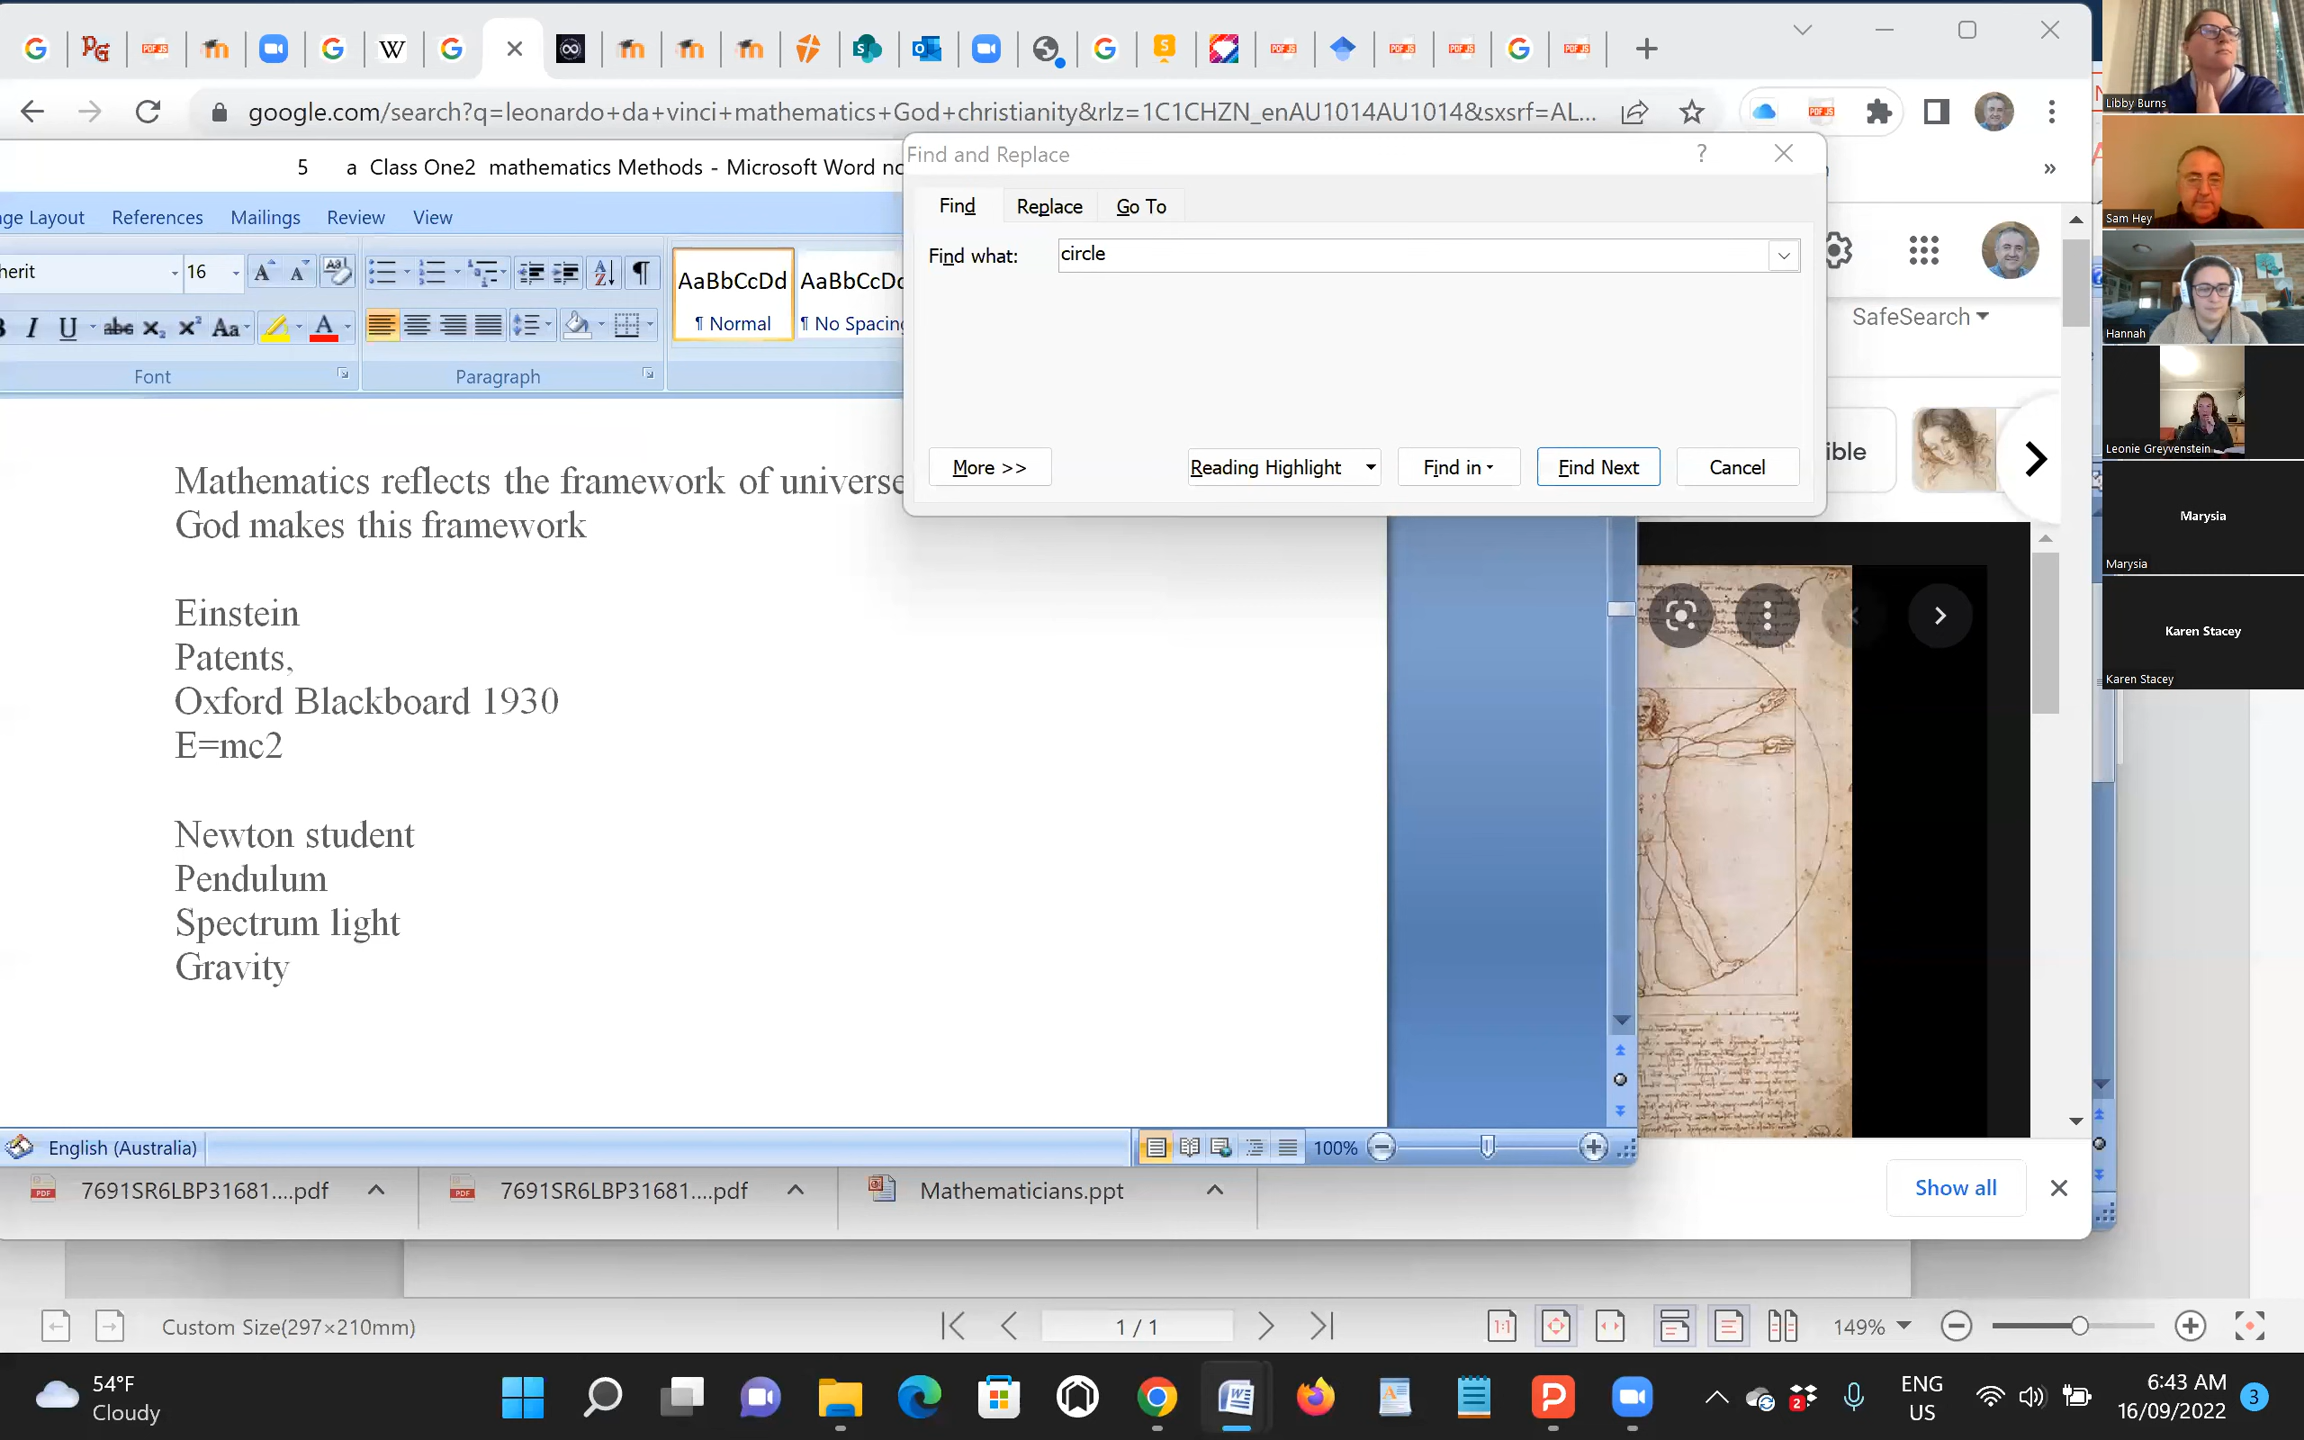 google.com/search?q=leonardo+da+vinci+mathematics+God+christianity&rlz=1C1CHZN_enAU1014AU1014&sxsrf=AL...
Libby Burns
Sam Hey
Hannah
Leonie Greyvenstein
Marysia
Marysia
Karen Stacey
Karen Stacey
5 a Class One2 mathematics Methods - Microsoft Word
References Mailings Review View
16
Font
Paragraph
AaBbCcDd
¶ Normal
¶ No Spacing
Find and Replace ?
Find Replace Go To
Find what: circle
More >> Reading Highlight Find in Find Next Cancel
SafeSearch
Mathematics reflects the framework of universe
God makes this framework
Einstein
Patents,
Oxford Blackboard 1930
E=mc2
Newton student
Pendulum
Spectrum light
Gravity
English (Australia)
100%
7691SR6LBP31681....pdf
7691SR6LBP31681....pdf
Mathematicians.ppt
Show all
Custom Size(297×210mm)
1 / 1
149%
54°F
Cloudy
ENG
US
6:43 AM
16/09/2022
3